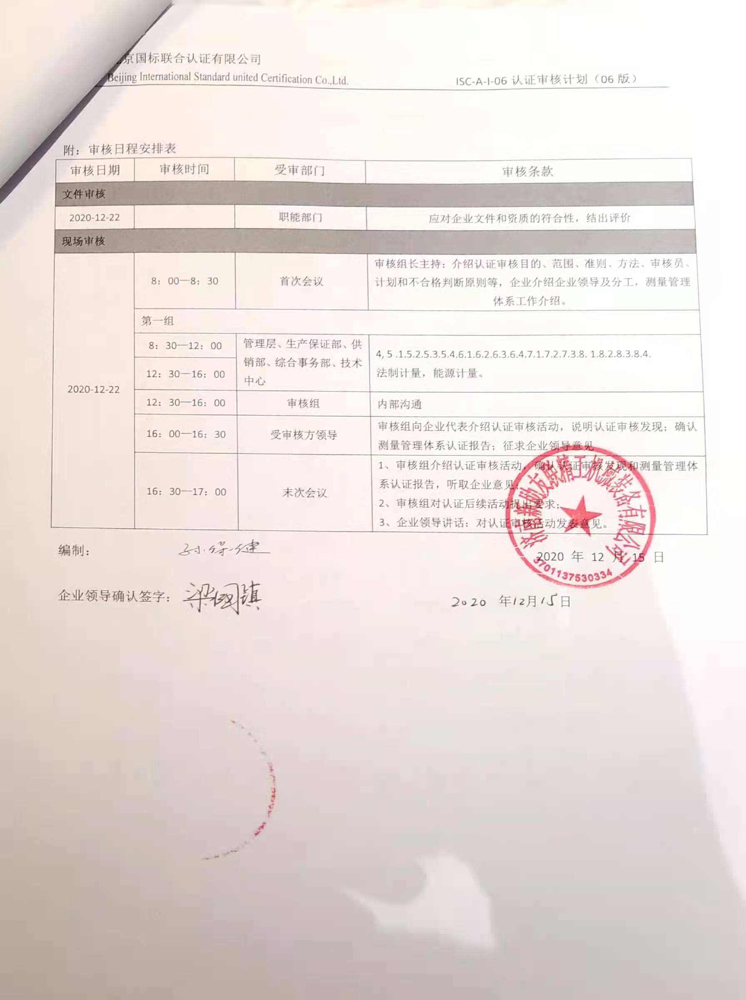 京国标联合认证有限公司
Beijing International Standard united Certification Co.,Ltd.
ISC-A-I-06 认证审核计划（06 版）
附：审核日程安排表
审核日期 审核时间 受审部门 审核条款
文件审核
2020-12-22 职能部门 应对企业文件和资质的符合性，结出评价
现场审核
2020-12-22
8：00—8：30 首次会议
审核组长主持：介绍认证审核目的、范围、准则、方法、审核员、
计划和不合格判断原则等，企业介绍企业领导及分工，测量管理
体系工作介绍。
第一组
8：30—12：00
12：30—16：00
管理层、生产保证部、供
销部、综合事务部、技术
中心
4, 5 .1.5.2.5.3.5.4.6.1.6.2.6.3.6.4.7.1.7.2.7.3.8. 1.8.2.8.3.8.4.
法制计量，能源计量。
12：30—16：00 审核组 内部沟通
16：00—16：30 受审核方领导
审核组向企业代表介绍认证审核活动，说明认证审核发现；确认
测量管理体系认证报告；征求企业领导意见
16：30—17：00 末次会议
1、审核组介绍认证审核活动，确认认证审核发现和测量管理体
系认证报告，听取企业意见；
2、审核组对认证后续活动提出要求；
3、企业领导讲话：对认证审核活动发表意见。
编制： 孙保健
2020 年 12 月 15 日
企业领导确认签字： 梁国镇
2020 年12月15日
友联精工机械装备有限公司
3701137530334